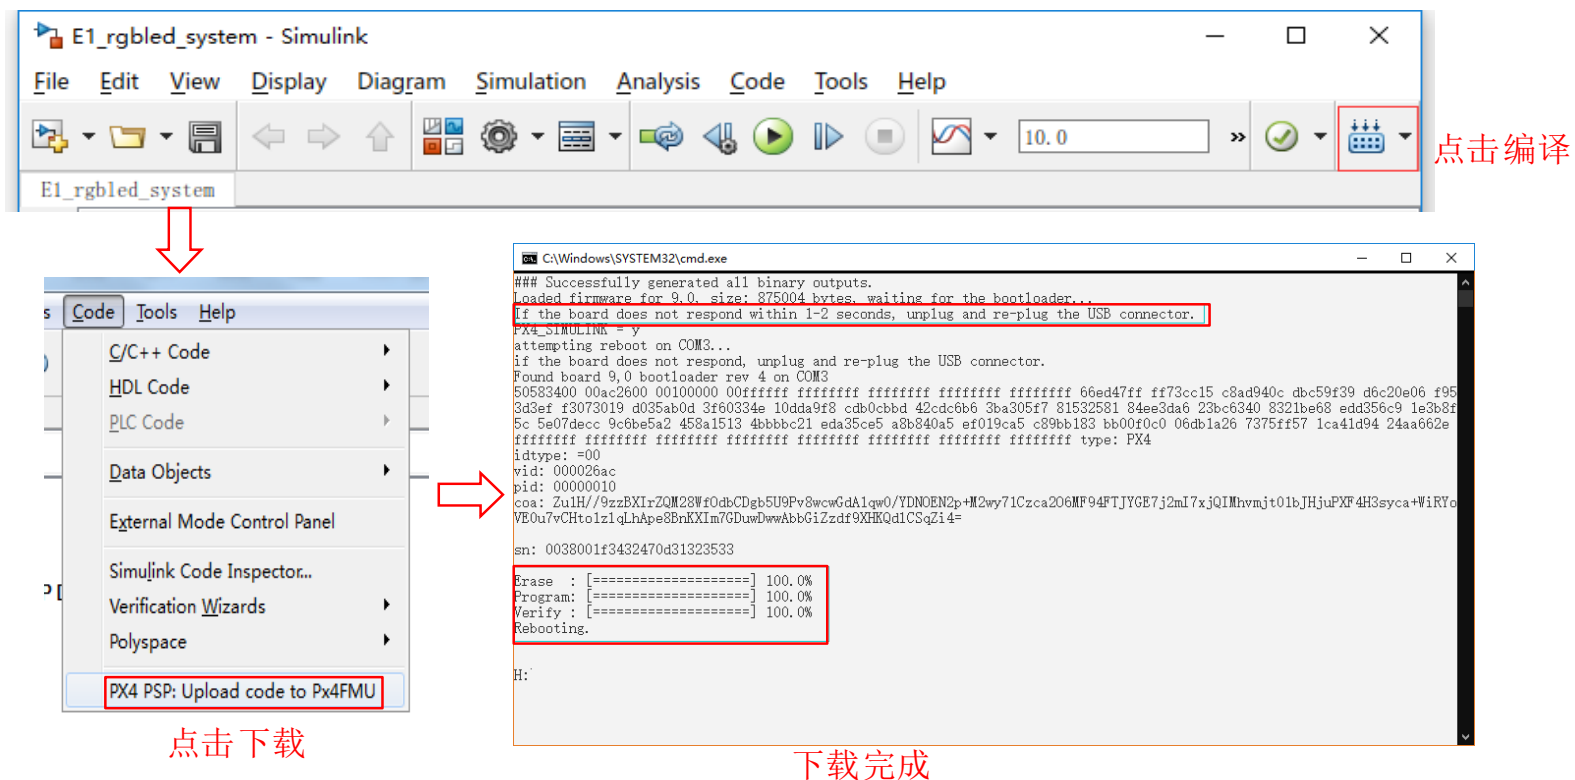 E1_rgbled_system - Simulink
File Edit View Display Diagram Simulation Analysis Code Tools Help
10.0 »
点击编译
E1_rgbled_system
s Code Tools Help
C/C++ Code
HDL Code
PLC Code
Data Objects
External Mode Control Panel
Simulink Code Inspector...
Verification Wizards
Polyspace
PX4 PSP: Upload code to Px4FMU
点击下载
C:\Windows\SYSTEM32\cmd.exe
### Successfully generated all binary outputs.
Loaded firmware for 9,0, size: 875004 bytes, waiting for the bootloader...
If the board does not respond within 1-2 seconds, unplug and re-plug the USB connector.
PX4_SIMULINK = y
attempting reboot on COM3...
if the board does not respond, unplug and re-plug the USB connector.
Found board 9,0 bootloader rev 4 on COM3
50583400 00ac2600 00100000 00ffffff ffffffff ffffffff ffffffff ffffffff 66ed47ff ff73cc15 c8ad940c dbc59f39 d6c20e06 f95
3d3ef f3073019 d035ab0d 3f60334e 10dda9f8 cdb0cbbd 42cdc6b6 3ba305f7 81532581 84ee3da6 23bc6340 8321be68 edd356c9 1e3b8f
5c 5e07decc 9c6be5a2 458a1513 4bbbbc21 eda35ce5 a8b840a5 ef019ca5 c89bb183 bb00f0c0 06db1a26 7375ff57 1ca41d94 24aa662e
ffffffff ffffffff ffffffff ffffffff ffffffff ffffffff ffffffff ffffffff type: PX4
idtype: =00
vid: 000026ac
pid: 00000010
coa: Zu1H//9zzBXIrZQM28WfOdbCDgb5U9Pv8wcwGdA1qw0/YDNOEN2p+M2wy71Czca2O6MF94FTJYGE7j2mI7xjQIMhvmjt01bJHjuPXF4H3syca+WiRYo
VE0u7vCHto1z1qLhApe8BnKXIm7GDuwDwwAbbGiZzdf9XHKQd1CSqZi4=
sn: 0038001f3432470d31323533
Erase : [====================] 100.0%
Program: [====================] 100.0%
Verify : [====================] 100.0%
Rebooting.
H:
下载完成